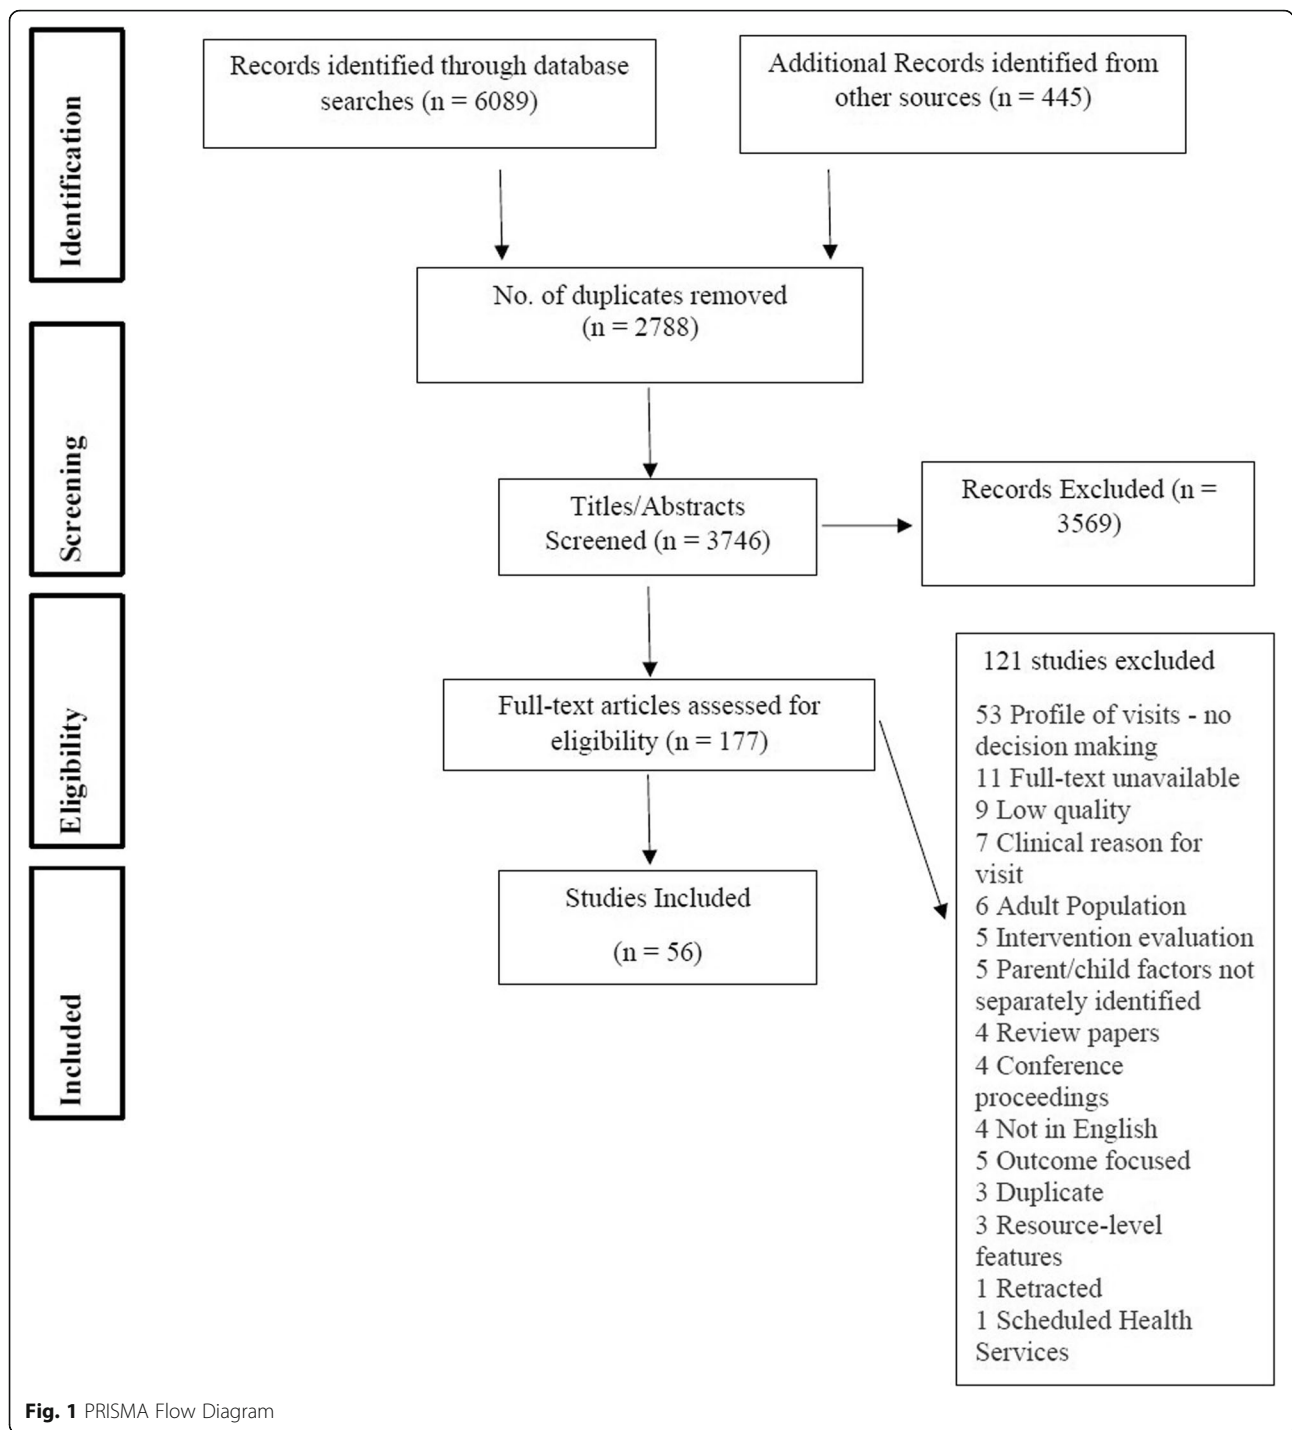 Identification
Records identified through database
searches (n = 6089)
Additional Records identified from
other sources (n = 445)
No. of duplicates removed
(n = 2788)
Screening
Titles/Abstracts
Screened (n = 3746)
Records Excluded (n =
3569)
Eligibility
Full-text articles assessed for
eligibility (n = 177)
121 studies excluded
53 Profile of visits - no
decision making
11 Full-text unavailable
9 Low quality
7 Clinical reason for
visit
6 Adult Population
5 Intervention evaluation
5 Parent/child factors not
separately identified
4 Review papers
4 Conference
proceedings
4 Not in English
5 Outcome focused
3 Duplicate
3 Resource-level
features
1 Retracted
1 Scheduled Health
Services
Included
Studies Included
(n = 56)
Fig. 1 PRISMA Flow Diagram